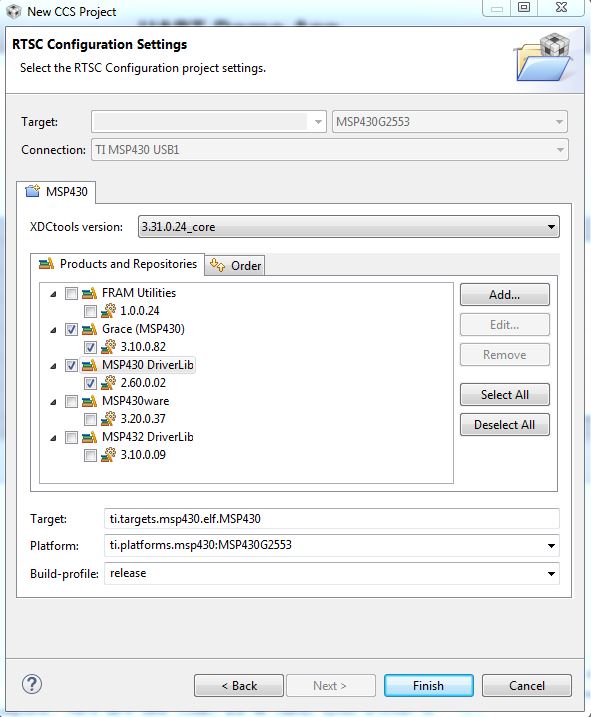 New CCS Project
RTSC Configuration Settings
Select the RTSC Configuration project settings.
Target: MSP430G2553
Connection: TI MSP430 USB1
MSP430
XDCtools version: 3.31.0.24_core
Products and Repositories Order
FRAM Utilities
1.0.0.24
Grace (MSP430)
3.10.0.82
MSP430 DriverLib
2.60.0.02
MSP430ware
3.20.0.37
MSP432 DriverLib
3.10.0.09
Add...
Edit...
Remove
Select All
Deselect All
Target: ti.targets.msp430.elf.MSP430
Platform: ti.platforms.msp430:MSP430G2553
Build-profile: release
? < Back Next > Finish Cancel